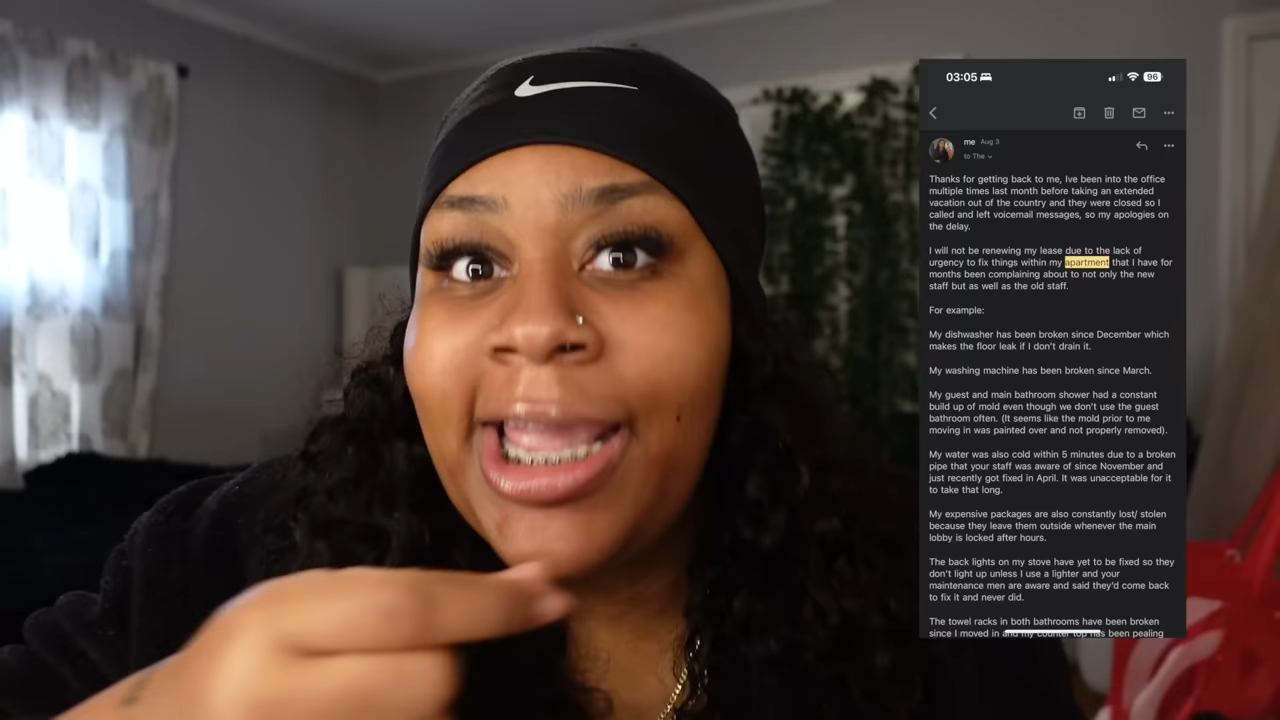 03:05
96
me Aug 3
to The
Thanks for getting back to me, Ive been into the office
multiple times last month before taking an extended
vacation out of the country and they were closed so I
called and left voicemail messages, so my apologies on
the delay.
I will not be renewing my lease due to the lack of
urgency to fix things within my apartment that I have for
months been complaining about to not only the new
staff but as well as the old staff.
For example:
My dishwasher has been broken since December which
makes the floor leak if I don't drain it.
My washing machine has been broken since March.
My guest and main bathroom shower had a constant
build up of mold even though we don't use the guest
bathroom often. (It seems like the mold prior to me
moving in was painted over and not properly removed).
My water was also cold within 5 minutes due to a broken
pipe that your staff was aware of since November and
just recently got fixed in April. It was unacceptable for it
to take that long.
My expensive packages are also constantly lost/ stolen
because they leave them outside whenever the main
lobby is locked after hours.
The back lights on my stove have yet to be fixed so they
don't light up unless I use a lighter and your
maintenance men are aware and said they'd come back
to fix it and never did.
The towel racks in both bathrooms have been broken
since I moved in and my counter top has been pealing